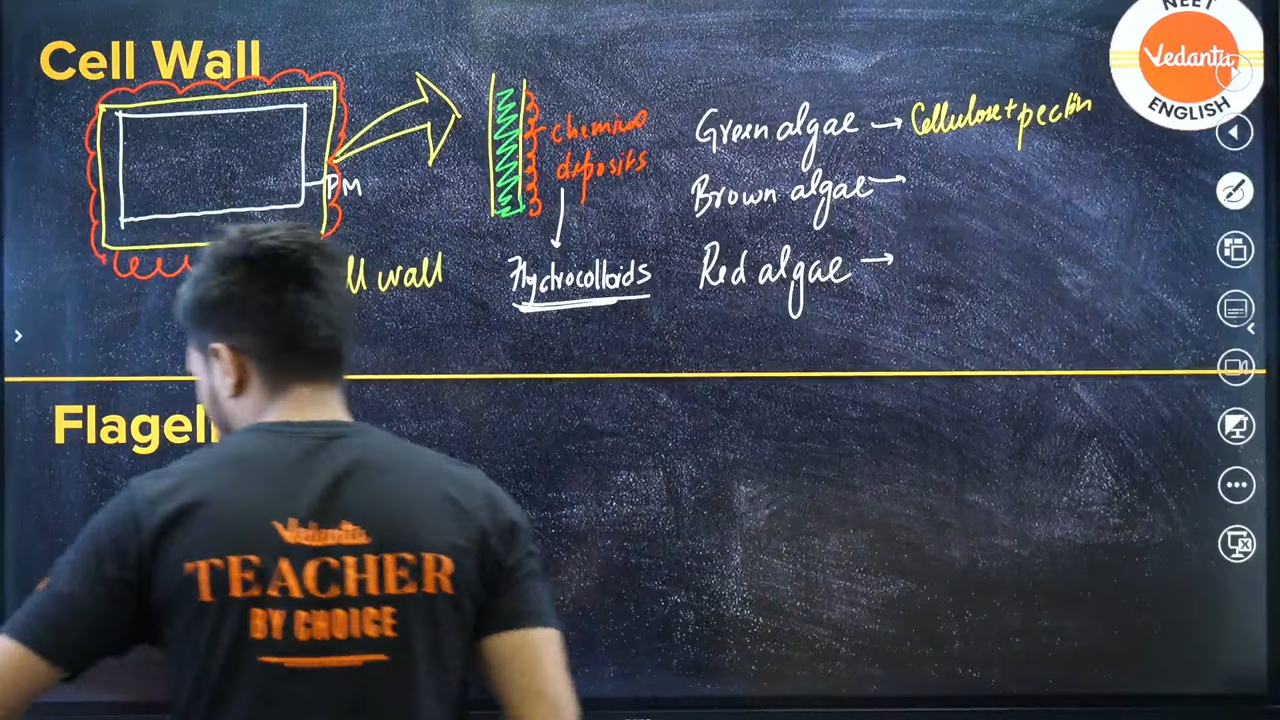 NEET
Vedantu
ENGLISH
Cell Wall
PM
ll wall
chemical
deposits
Hydrocolloids
Green algae → Cellulose + pectin
Brown algae →
Red algae →
Flagell
Vedantu
TEACHER
BY CHOICE